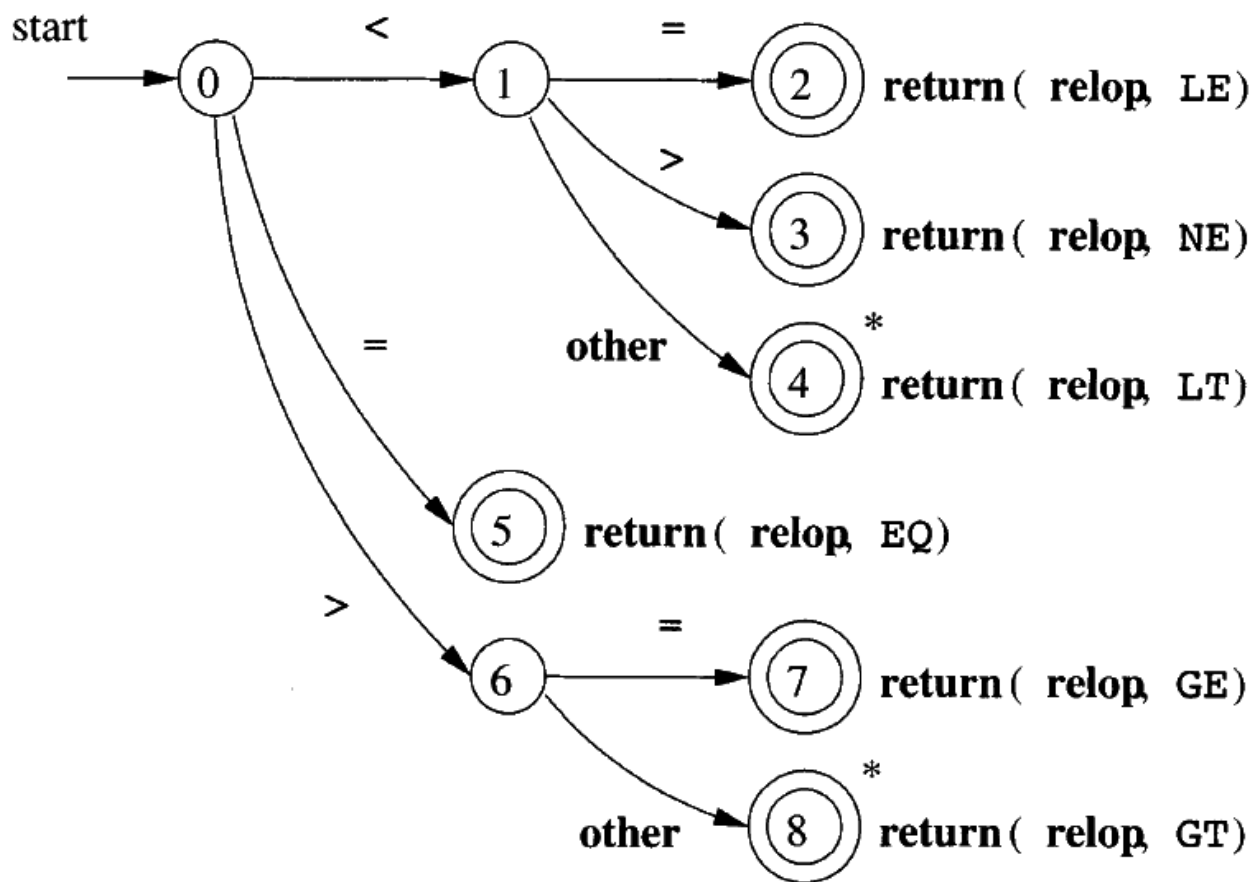 start
<
=
0
1
2
return( relop, LE)
>
3
return( relop, NE)
*
other
=
4
return( relop, LT)
5
return( relop, EQ)
>
=
6
7
return( relop, GE)
*
other
8
return( relop, GT)